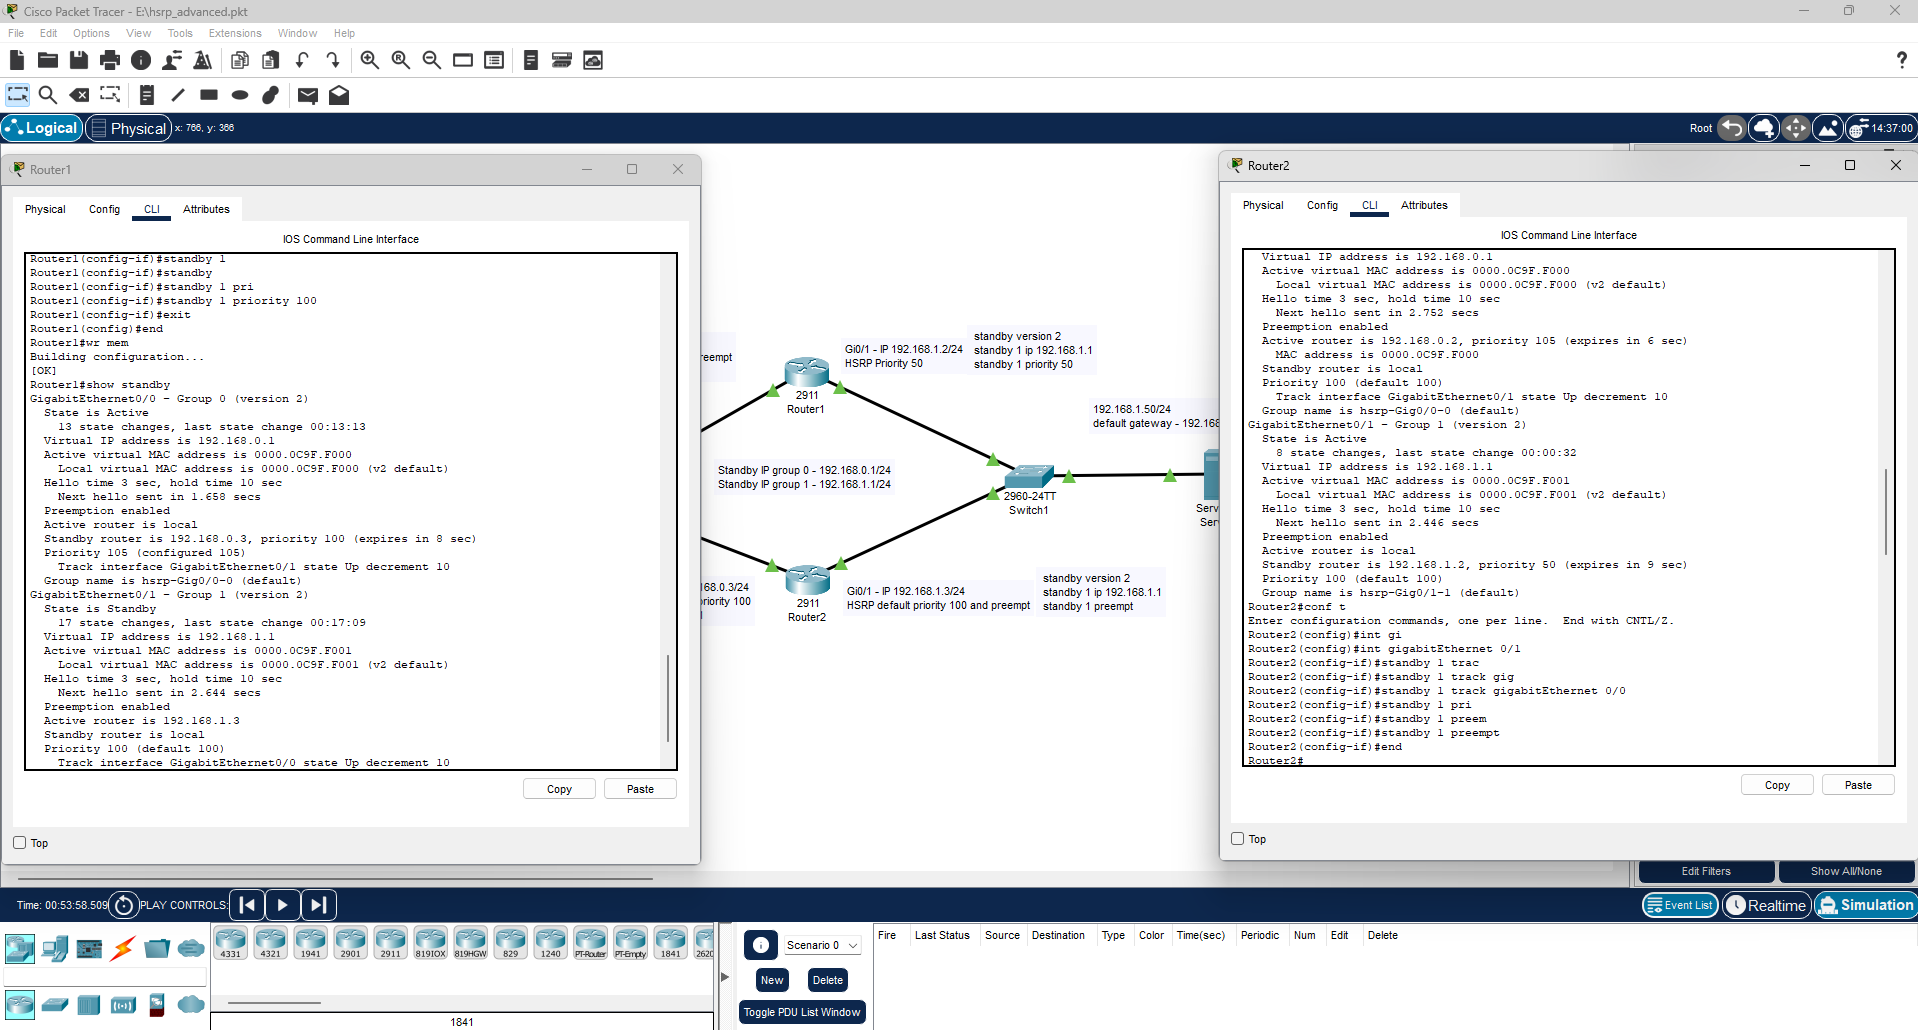 Cisco Packet Tracer - E:\hsrp_advanced.pkt
File Edit Options View Tools Extensions Window Help
?
Logical Physical x: 766, y: 366 Root 14:37:00
Router1
Physical Config CLI Attributes
IOS Command Line Interface
Router1(config-if)#standby 1
Router1(config-if)#standby
Router1(config-if)#standby 1 pri
Router1(config-if)#standby 1 priority 100
Router1(config-if)#exit
Router1(config)#end
Router1#wr mem
Building configuration...
[OK]
Router1#show standby
GigabitEthernet0/0 - Group 0 (version 2)
State is Active
13 state changes, last state change 00:13:13
Virtual IP address is 192.168.0.1
Active virtual MAC address is 0000.0C9F.F000
Local virtual MAC address is 0000.0C9F.F000 (v2 default)
Hello time 3 sec, hold time 10 sec
Next hello sent in 1.658 secs
Preemption enabled
Active router is local
Standby router is 192.168.0.3, priority 100 (expires in 8 sec)
Priority 105 (configured 105)
Track interface GigabitEthernet0/1 state Up decrement 10
Group name is hsrp-Gig0/0-0 (default)
GigabitEthernet0/1 - Group 1 (version 2)
State is Standby
17 state changes, last state change 00:17:09
Virtual IP address is 192.168.1.1
Active virtual MAC address is 0000.0C9F.F001
Local virtual MAC address is 0000.0C9F.F001 (v2 default)
Hello time 3 sec, hold time 10 sec
Next hello sent in 2.644 secs
Preemption enabled
Active router is 192.168.1.3
Standby router is local
Priority 100 (default 100)
Track interface GigabitEthernet0/0 state Up decrement 10
Copy Paste
Top
reempt
2911
Router1
Gi0/1 - IP 192.168.1.2/24
HSRP Priority 50
standby version 2
standby 1 ip 192.168.1.1
standby 1 priority 50
192.168.1.50/24
default gateway - 192.168
Standby IP group 0 - 192.168.0.1/24
Standby IP group 1 - 192.168.1.1/24
2960-24TT
Switch1
Serv
Ser
168.0.3/24
priority 100
2911
Router2
Gi0/1 - IP 192.168.1.3/24
HSRP default priority 100 and preempt
standby version 2
standby 1 ip 192.168.1.1
standby 1 preempt
Router2
Physical Config CLI Attributes
IOS Command Line Interface
Virtual IP address is 192.168.0.1
Active virtual MAC address is 0000.0C9F.F000
Local virtual MAC address is 0000.0C9F.F000 (v2 default)
Hello time 3 sec, hold time 10 sec
Next hello sent in 2.752 secs
Preemption enabled
Active router is 192.168.0.2, priority 105 (expires in 6 sec)
MAC address is 0000.0C9F.F000
Standby router is local
Priority 100 (default 100)
Track interface GigabitEthernet0/1 state Up decrement 10
Group name is hsrp-Gig0/0-0 (default)
GigabitEthernet0/1 - Group 1 (version 2)
State is Active
8 state changes, last state change 00:00:32
Virtual IP address is 192.168.1.1
Active virtual MAC address is 0000.0C9F.F001
Local virtual MAC address is 0000.0C9F.F001 (v2 default)
Hello time 3 sec, hold time 10 sec
Next hello sent in 2.446 secs
Preemption enabled
Active router is local
Standby router is 192.168.1.2, priority 50 (expires in 9 sec)
Priority 100 (default 100)
Group name is hsrp-Gig0/1-1 (default)
Router2#conf t
Enter configuration commands, one per line. End with CNTL/Z.
Router2(config)#int gi
Router2(config)#int gigabitEthernet 0/1
Router2(config-if)#standby 1 trac
Router2(config-if)#standby 1 track gig
Router2(config-if)#standby 1 track gigabitEthernet 0/0
Router2(config-if)#standby 1 pri
Router2(config-if)#standby 1 preem
Router2(config-if)#standby 1 preempt
Router2(config-if)#end
Router2#
Copy Paste
Top
Edit Filters Show All/None
Time: 00:53:58.509 PLAY CONTROLS: Event List Realtime Simulation
4331 4321 1941 2901 2911 819IOX 819HGW 829 1240 PT-Router PT-Empty 1841 2620
1841
Scenario 0
New Delete
Toggle PDU List Window
Fire Last Status Source Destination Type Color Time(sec) Periodic Num Edit Delete